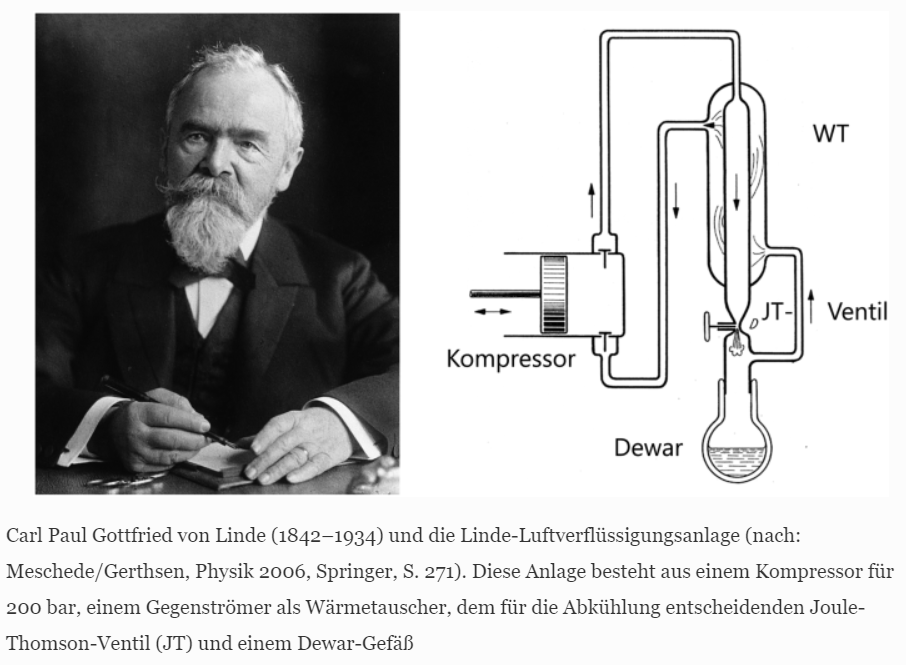 WT
JT-
Ventil
Kompressor
Dewar
Carl Paul Gottfried von Linde (1842–1934) und die Linde-Luftverflüssigungsanlage (nach:
Meschede/Gerthsen, Physik 2006, Springer, S. 271). Diese Anlage besteht aus einem Kompressor für
200 bar, einem Gegenströmer als Wärmetauscher, dem für die Abkühlung entscheidenden Joule-
Thomson-Ventil (JT) und einem Dewar-Gefäß